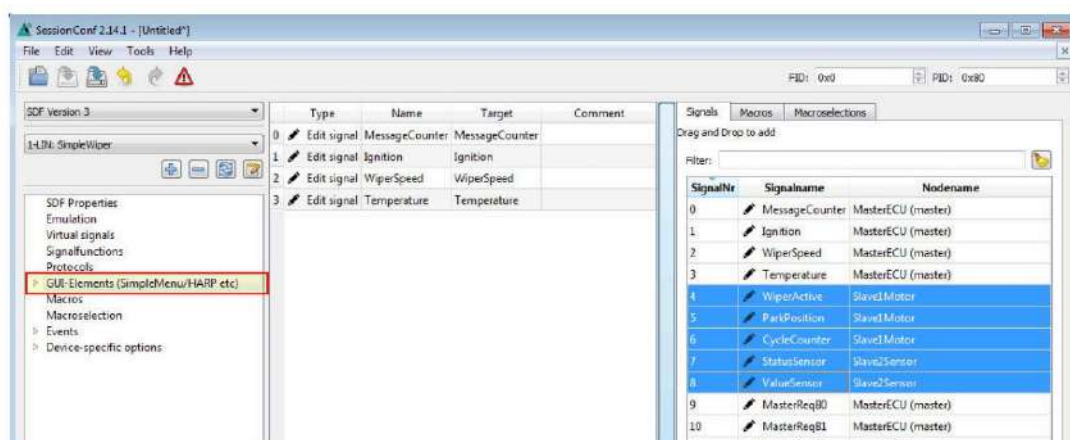 SessionConf 2.14.1 - [Untitled*]
File Edit View Tools Help
FID: 0x0 PID: 0x80
SDF Version 3
1-LIN: SimpleWiper
SDF Properties
Emulation
Virtual signals
Signalfunctions
Protocols
GUI-Elements (SimpleMenu/HARP etc)
Macros
Macroselection
Events
Device-specific options
Type Name Target Comment
0 Edit signal MessageCounter MessageCounter
1 Edit signal Ignition Ignition
2 Edit signal WiperSpeed WiperSpeed
3 Edit signal Temperature Temperature
Signals Macros Macroselections
Drag and Drop to add
Filter:
SignalNr Signalname Nodename
0 MessageCounter MasterECU (master)
1 Ignition MasterECU (master)
2 WiperSpeed MasterECU (master)
3 Temperature MasterECU (master)
4 WiperActive Slave1Motor
5 ParkPosition Slave1Motor
6 CycleCounter Slave1Motor
7 StatusSensor Slave2Sensor
8 ValueSensor Slave2Sensor
9 MasterReqB0 MasterECU (master)
10 MasterReqB1 MasterECU (master)